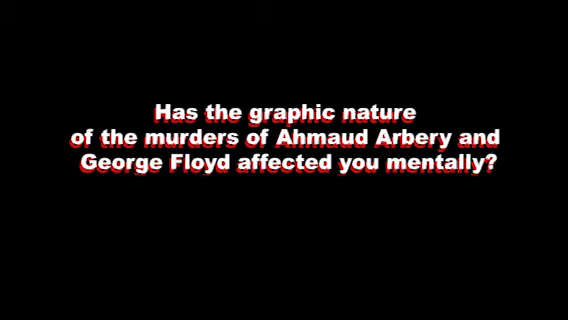 Has the graphic nature
of the murders of Ahmaud Arbery and
George Floyd affected you mentally?